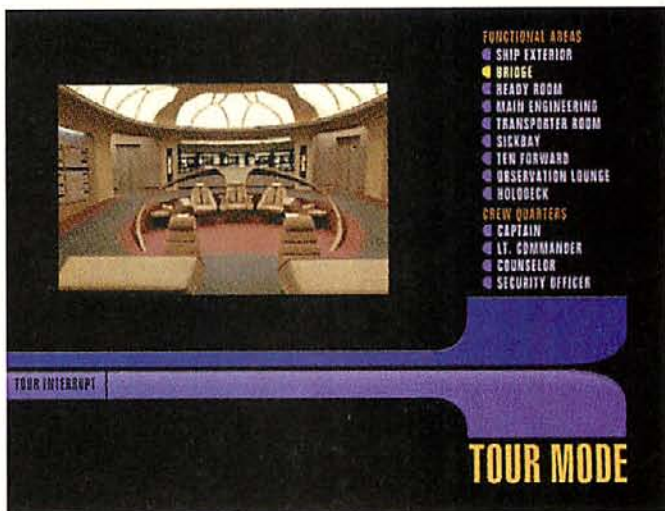 FUNCTIONAL AREAS
SHIP EXTERIOR
BRIDGE
READY ROOM
MAIN ENGINEERING
TRANSPORTER ROOM
SICKBAY
TEN FORWARD
OBSERVATION LOUNGE
HOLODECK
CREW QUARTERS
CAPTAIN
LT. COMMANDER
COUNSELOR
SECURITY OFFICER
TOUR INTERRUPT
TOUR MODE